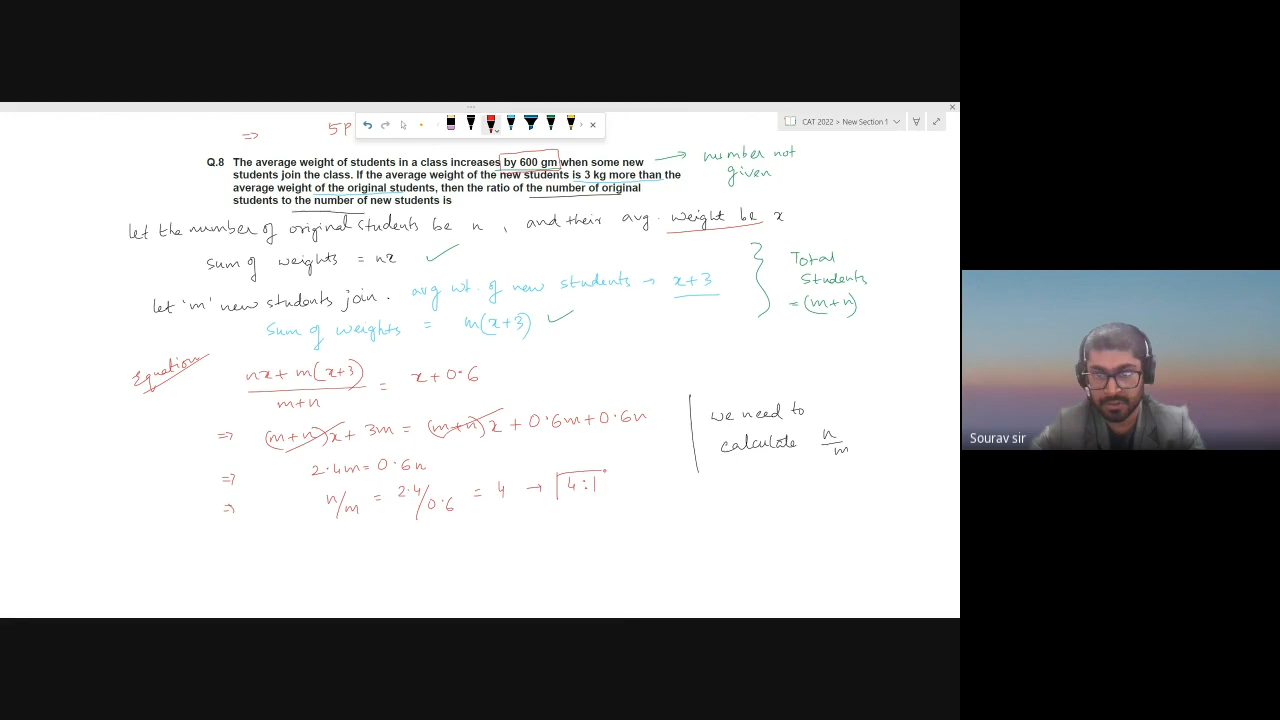 CAT 2022 > New Section 1
=> 5P
Q.8 The average weight of students in a class increases by 600 gm when some new
students join the class. If the average weight of the new students is 3 kg more than the
average weight of the original students, then the ratio of the number of original
students to the number of new students is
number not
given
let the number of original students be n, and their avg. weight be x
sum of weights = nx
let 'm' new students join. avg wt. of new students → x+3
sum of weights = m(x+3)
Total
Students
= (m+n)
Equation
nx + m(x+3) / m+n = x + 0.6
=> (m+n)x + 3m = (m+n)x + 0.6m + 0.6n
=> 2.4m = 0.6n
=> n/m = 2.4/0.6 = 4 → 4:1
we need to
calculate n/m
Sourav sir